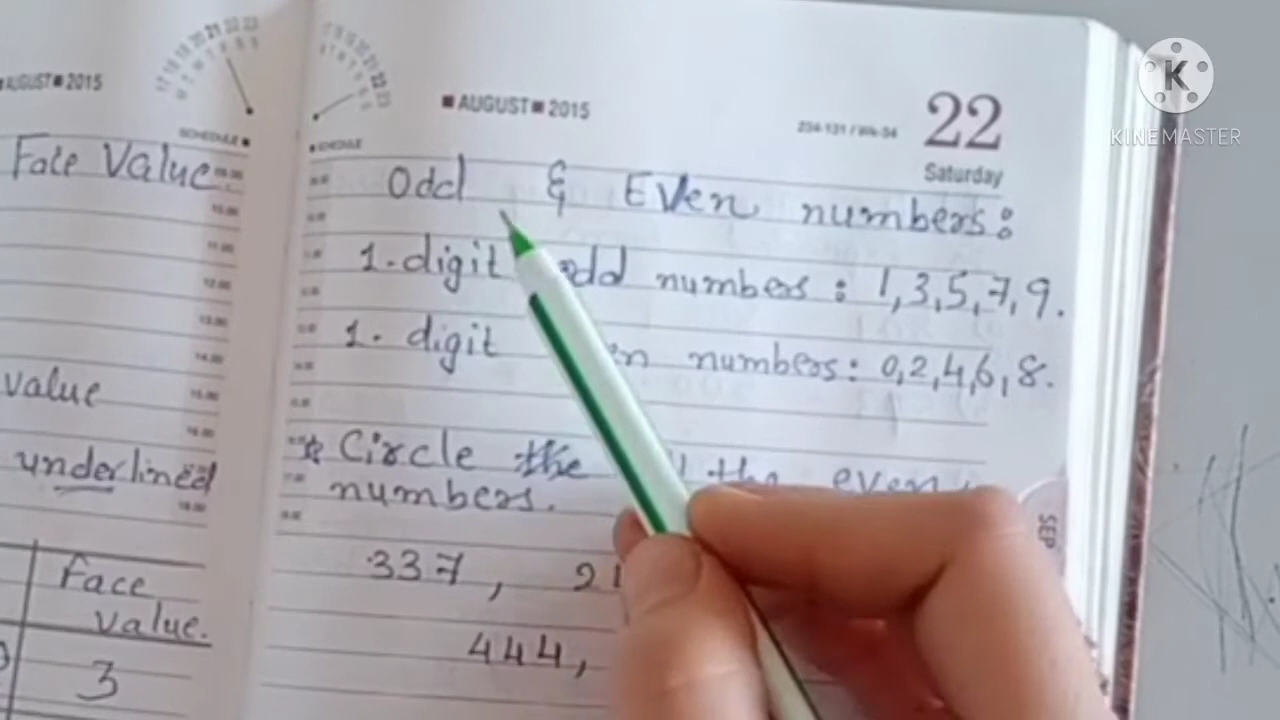 AUGUST 2015
Face Value
value
underlined
Face
value.
3
AUGUST 2015
22
Saturday
SCHEDULE
Odd & Even numbers:
1. digit odd numbers: 1,3,5,7,9.
1. digit numbers: 0,2,4,6,8.
Circle the the even
numbers.
337,
444,
SEP
K
KINEMASTER